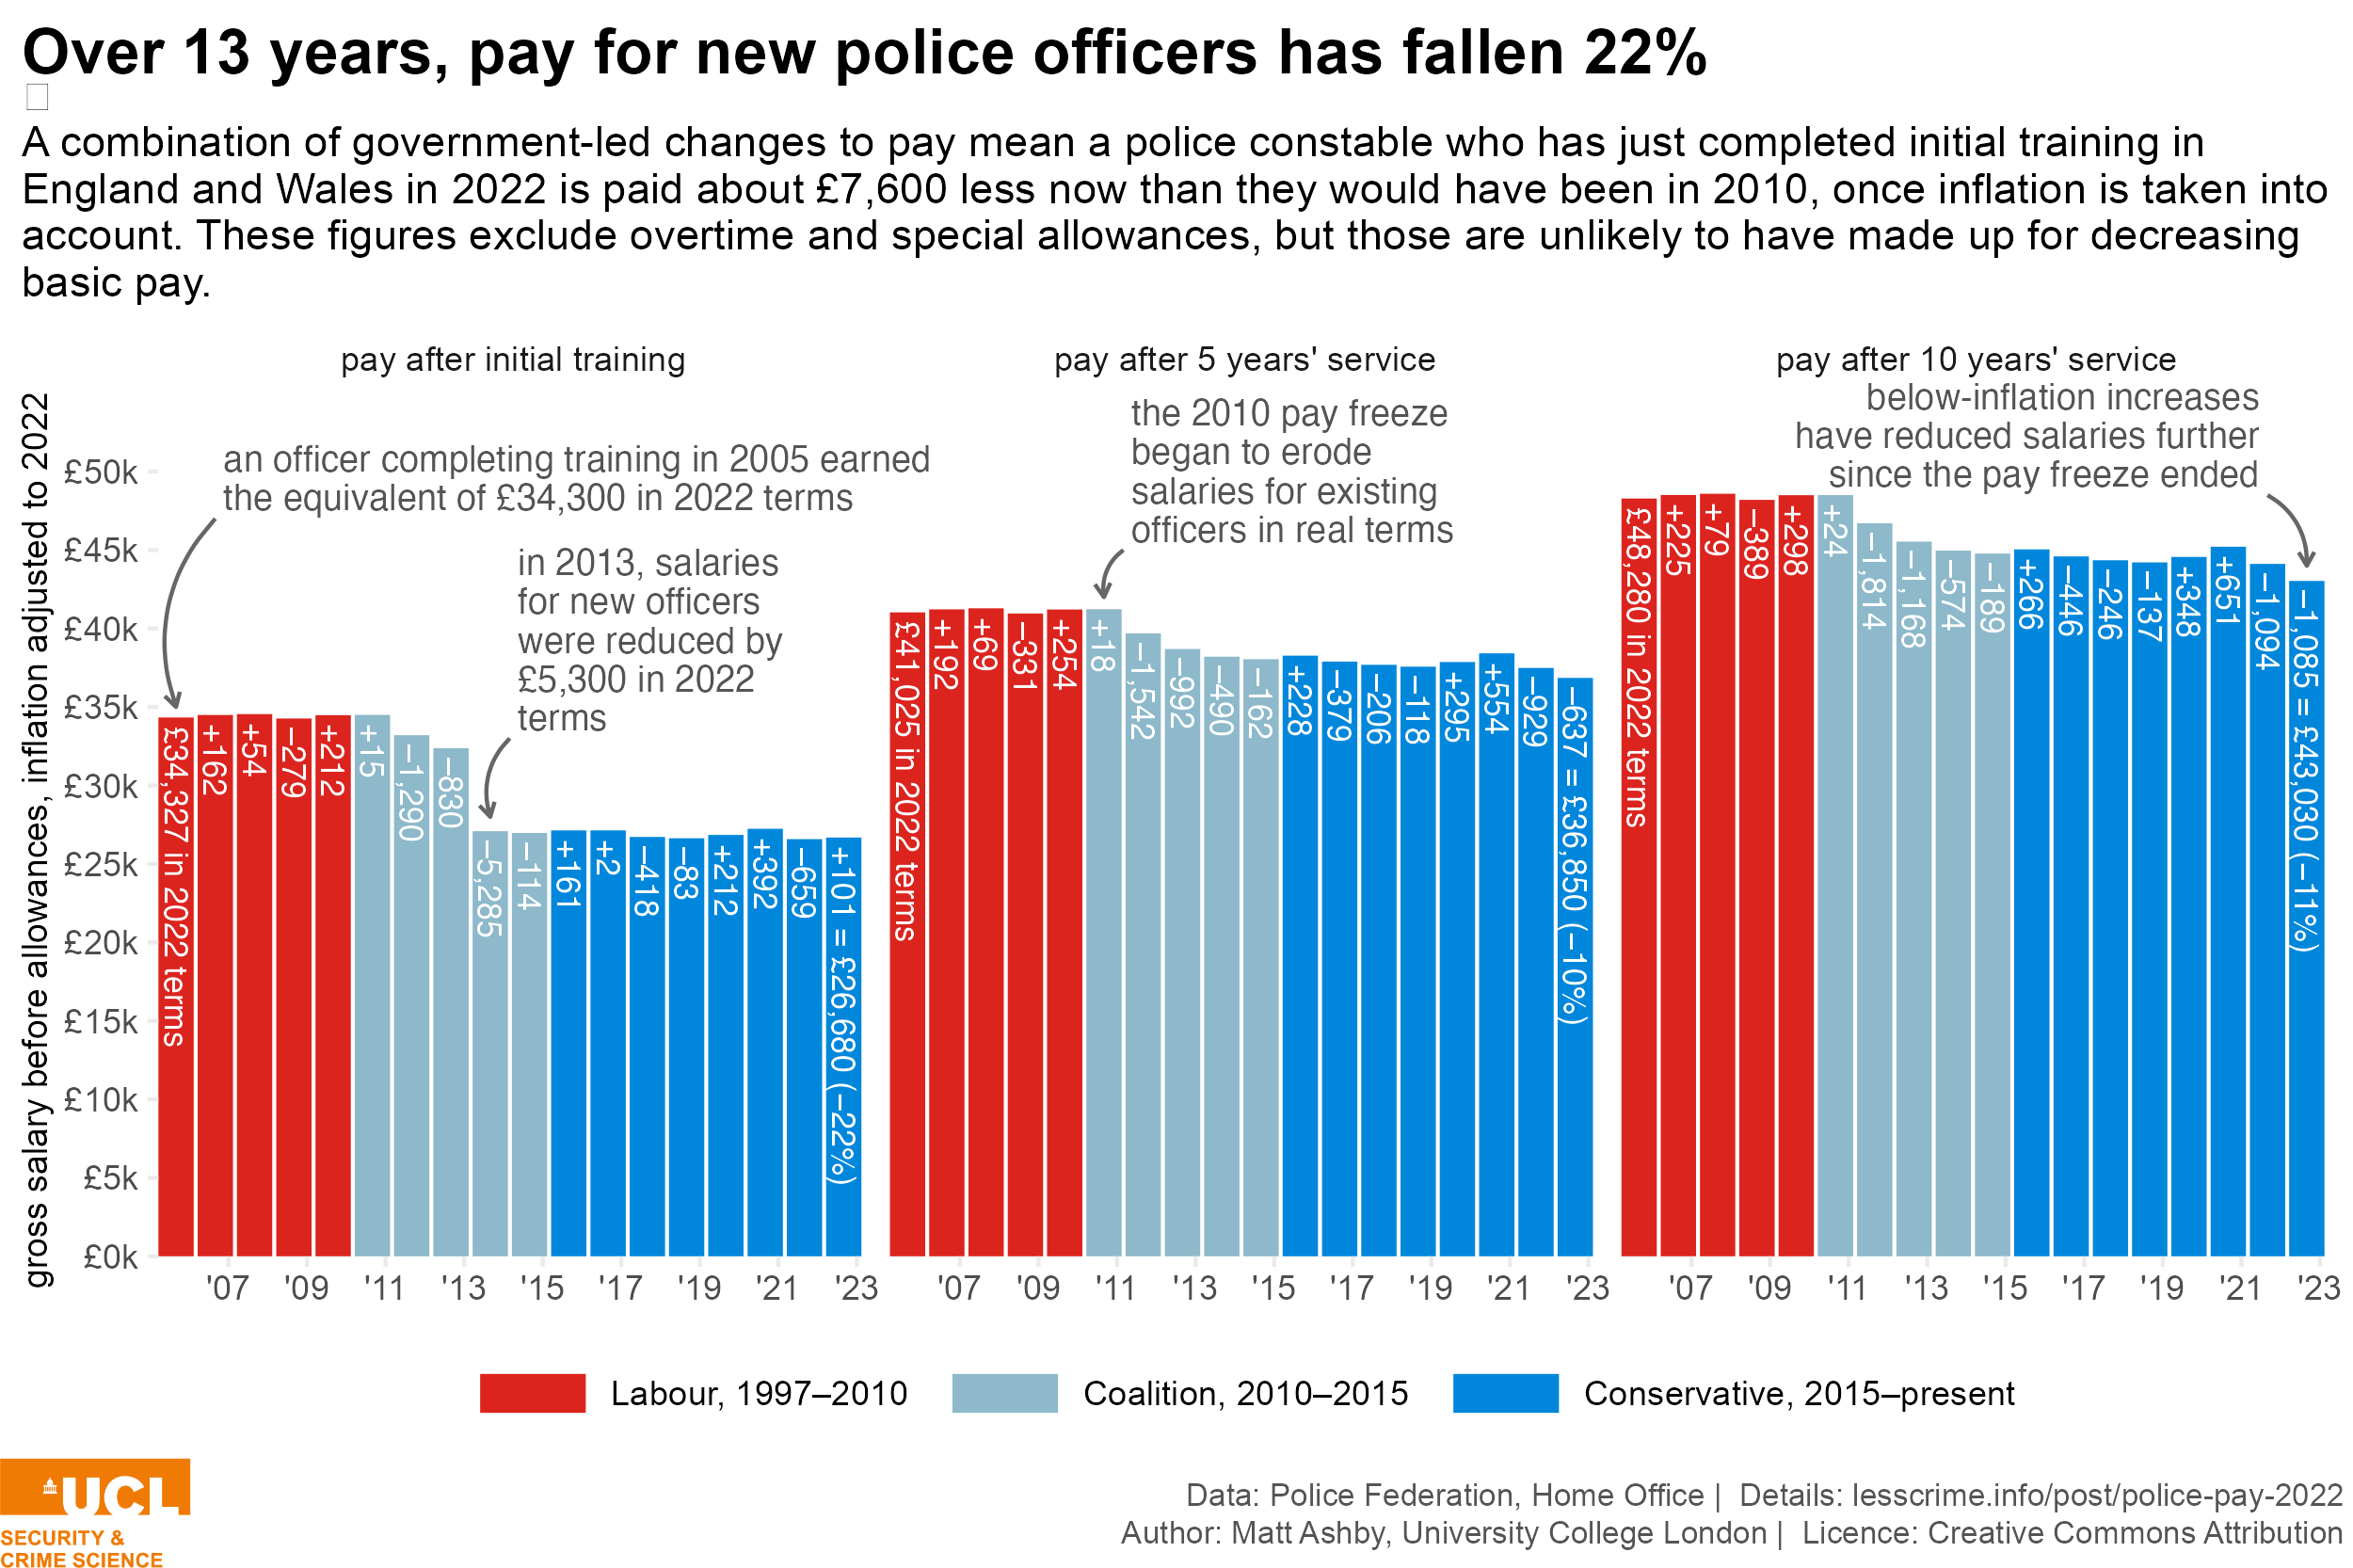 Over 13 years, pay for new police officers has fallen 22%
A combination of government-led changes to pay mean a police constable who has just completed initial training in
England and Wales in 2022 is paid about £7,600 less now than they would have been in 2010, once inflation is taken into
account. These figures exclude overtime and special allowances, but those are unlikely to have made up for decreasing
basic pay.
gross salary before allowances, inflation adjusted to 2022
£50k
£45k
£40k
£35k
£30k
£25k
£20k
£15k
£10k
£5k
£0k
pay after initial training
an officer completing training in 2005 earned
the equivalent of £34,300 in 2022 terms
in 2013, salaries
for new officers
were reduced by
£5,300 in 2022
terms
£34,327 in 2022 terms
+162
+54
−279
+212
+15
−1,290
−830
−5,285
−114
+161
+2
−418
−83
+212
+392
−659
+101 = £26,680 (−22%)
'07 '09 '11 '13 '15 '17 '19 '21 '23
pay after 5 years' service
the 2010 pay freeze
began to erode
salaries for existing
officers in real terms
£41,025 in 2022 terms
+192
+69
−331
+254
+18
−1,542
−992
−490
−162
+228
−379
−206
−118
+295
+554
−929
−637 = £36,850 (−10%)
'07 '09 '11 '13 '15 '17 '19 '21 '23
pay after 10 years' service
below-inflation increases
have reduced salaries further
since the pay freeze ended
£48,280 in 2022 terms
+225
+79
−389
+298
+24
−1,814
−1,168
−574
−189
+266
−446
−246
−137
+348
+651
−1,094
−1,085 = £43,030 (−11%)
'07 '09 '11 '13 '15 '17 '19 '21 '23
Labour, 1997–2010
Coalition, 2010–2015
Conservative, 2015–present
UCL
SECURITY &
CRIME SCIENCE
Data: Police Federation, Home Office | Details: lesscrime.info/post/police-pay-2022
Author: Matt Ashby, University College London | Licence: Creative Commons Attribution